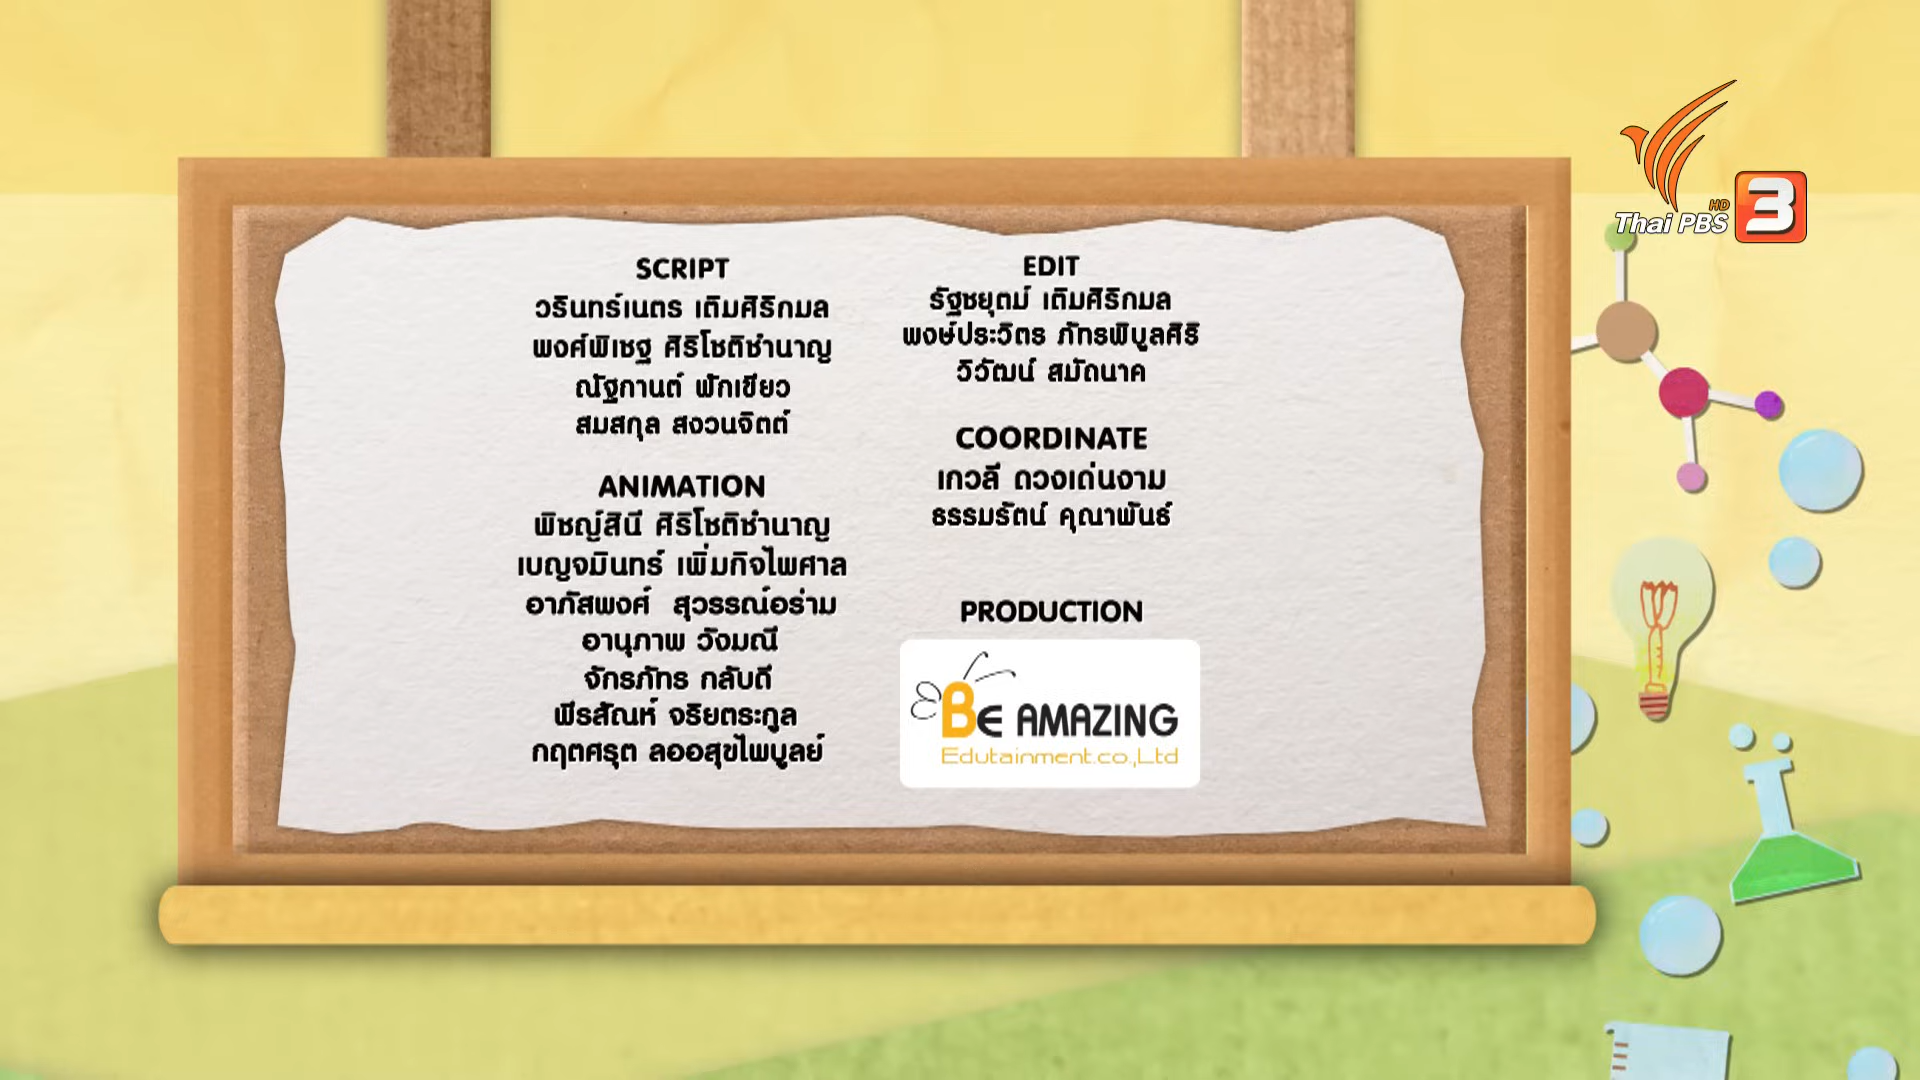 SCRIPT
วรินทร์เนตร เติมศิริกมล
พงศ์พิเชฐ ศิริโชติชำนาญ
ณัฐกานต์ ฟักเขียว
สมสกุล สงวนจิตต์
ANIMATION
พิชญ์สินี ศิริโชติชำนาญ
เบญจมินทร์ เพิ่มกิจไพศาล
อาภัสพงศ์ สุวรรณ์อร่าม
อานุภาพ วังมณี
จักรภัทร กลับดี
พีรสัณห์ จริยตระกูล
กฤตศรุต ลออสุขไพบูลย์
EDIT
รัฐชยุตม์ เติมศิริกมล
พงษ์ประวิตร ภัทรพิบูลศิริ
วิวัฒน์ สมัดนาค
COORDINATE
เกวลี ดวงเด่นงาม
ธรรมรัตน์ คุณาพันธ์
PRODUCTION
BE AMAZING
Edutainment.co.,Ltd
Thai PBS HD 3